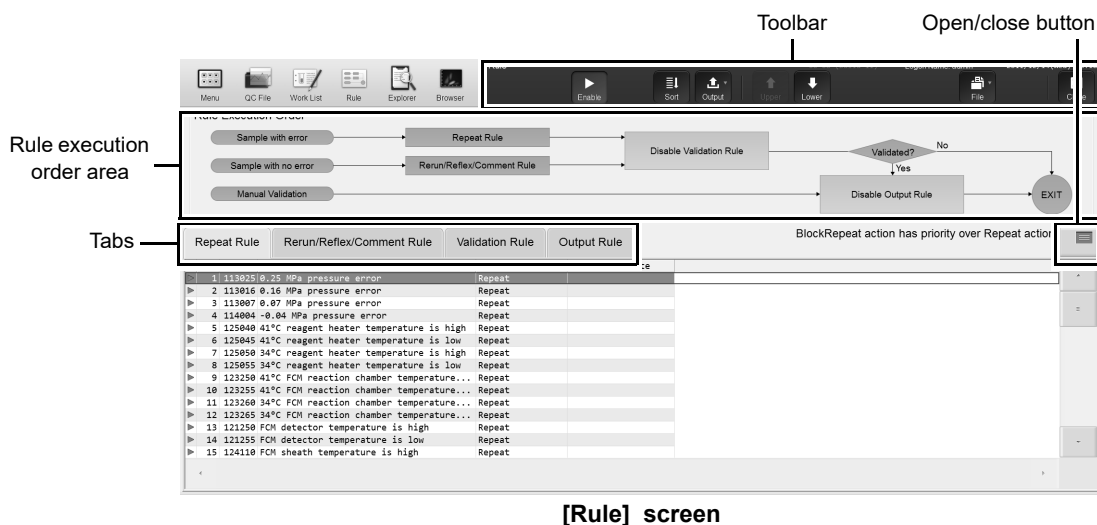 Toolbar
Open/close button
Menu
QC File
Work List
Rule
Explorer
Browser
Enable
Sort
Output
Upper
Lower
File
Rule execution
order area
Rule Execution Order
Sample with error
Repeat Rule
Disable Validation Rule
Validated?
No
Sample with no error
Rerun/Reflex/Comment Rule
Yes
Manual Validation
Disable Output Rule
EXIT
Tabs
Repeat Rule
Rerun/Reflex/Comment Rule
Validation Rule
Output Rule
BlockRepeat action has priority over Repeat action
1 113025 0.25 MPa pressure error Repeat
2 113016 0.16 MPa pressure error Repeat
3 113007 0.07 MPa pressure error Repeat
4 114004 -0.04 MPa pressure error Repeat
5 125040 41°C reagent heater temperature is high Repeat
6 125045 41°C reagent heater temperature is low Repeat
7 125050 34°C reagent heater temperature is high Repeat
8 125055 34°C reagent heater temperature is low Repeat
9 123250 41°C FCM reaction chamber temperature... Repeat
10 123255 41°C FCM reaction chamber temperature... Repeat
11 123260 34°C FCM reaction chamber temperature... Repeat
12 123265 34°C FCM reaction chamber temperature... Repeat
13 121250 FCM detector temperature is high Repeat
14 121255 FCM detector temperature is low Repeat
15 124110 FCM sheath temperature is high Repeat
[Rule] screen